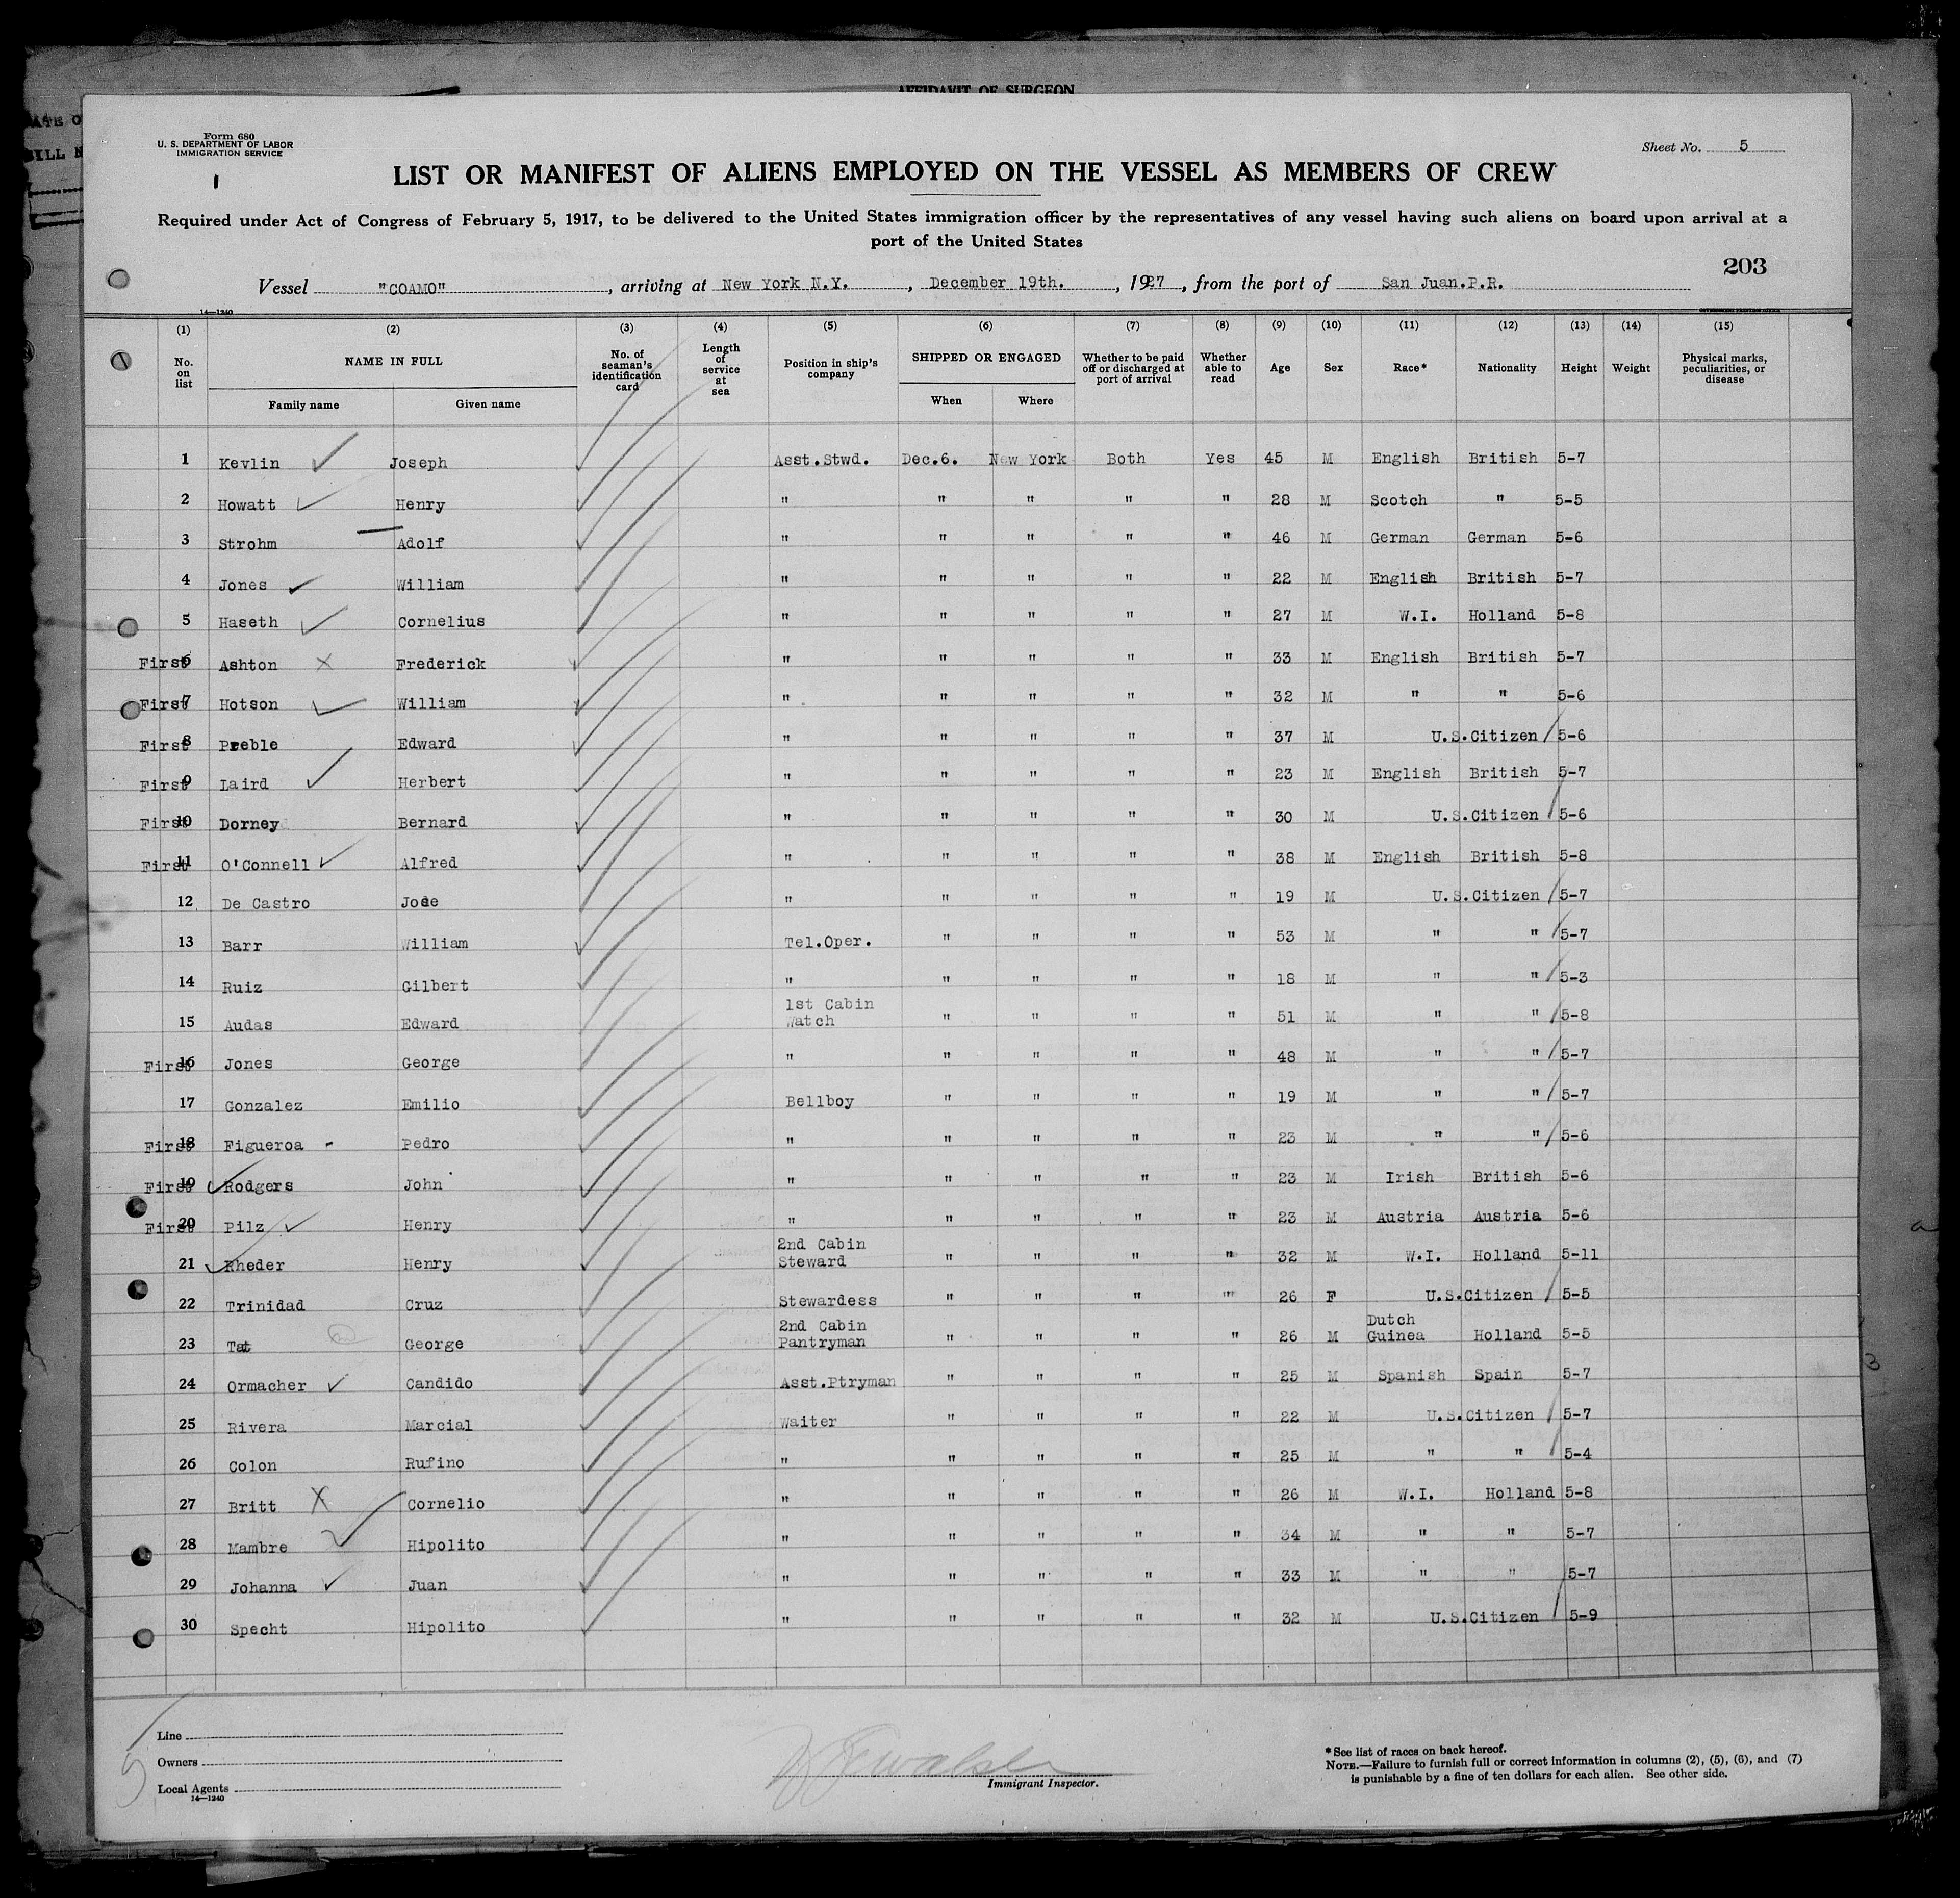 AFFIDAVIT OF SURGEON
Form 680
U. S. DEPARTMENT OF LABOR
IMMIGRATION SERVICE
Sheet No. 5
LIST OR MANIFEST OF ALIENS EMPLOYED ON THE VESSEL AS MEMBERS OF CREW
Required under Act of Congress of February 5, 1917, to be delivered to the United States immigration officer by the representatives of any vessel having such aliens on board upon arrival at a
port of the United States
203
Vessel "COAMO", arriving at New York N.Y., December 19th., 1927, from the port of San Juan.P.R.
14—1240
(1) (2) (3) (4) (5) (6) (7) (8) (9) (10) (11) (12) (13) (14) (15)
No. on list NAME IN FULL No. of seaman's identification card Length of service at sea Position in ship's company SHIPPED OR ENGAGED Whether to be paid off or discharged at port of arrival Whether able to read Age Sex Race* Nationality Height Weight Physical marks, peculiarities, or disease
Family name Given name When Where
1 Kevlin Joseph Asst.Stwd. Dec.6. New York Both Yes 45 M English British 5-7
2 Howatt Henry " " " " " 28 M Scotch " 5-5
3 Strohm Adolf " " " " " 46 M German German 5-6
4 Jones William " " " " " 22 M English British 5-7
5 Haseth Cornelius " " " " " 27 M W.I. Holland 5-8
First 6 Ashton Frederick " " " " " 33 M English British 5-7
First 7 Hotson William " " " " " 32 M " " 5-6
First 8 Preble Edward " " " " " 37 M U.S.Citizen 5-6
First 9 Laird Herbert " " " " " 23 M English British 5-7
First 10 Dorney Bernard " " " " " 30 M U.S.Citizen 5-6
First 11 O'Connell Alfred " " " " " 38 M English British 5-8
12 De Castro Jose " " " " " 19 M U.S.Citizen 5-7
13 Barr William Tel.Oper. " " " " 53 M " " 5-7
14 Ruiz Gilbert " " " " " 18 M " " 5-3
15 Audas Edward 1st Cabin Watch " " " " 51 M " " 5-8
First 16 Jones George " " " " " 48 M " " 5-7
17 Gonzalez Emilio Bellboy " " " " 19 M " " 5-7
First 18 Figueroa Pedro " " " " " 23 M " " 5-6
First 19 Rodgers John " " " " " 23 M Irish British 5-6
First 20 Pilz Henry " " " " " 23 M Austria Austria 5-6
21 Rheder Henry 2nd Cabin Steward " " " " 32 M W.I. Holland 5-11
22 Trinidad Cruz Stewardess " " " " 26 F U.S.Citizen 5-5
23 Tat George 2nd Cabin Pantryman " " " " 26 M Dutch Guinea Holland 5-5
24 Ormacher Candido Asst.Ptryman " " " " 25 M Spanish Spain 5-7
25 Rivera Marcial Waiter " " " " 22 M U.S.Citizen 5-7
26 Colon Rufino " " " " " 25 M " " 5-4
27 Britt Cornelio " " " " " 26 M W.I. Holland 5-8
28 Mambre Hipolito " " " " " 34 M " " 5-7
29 Johanna Juan " " " " " 33 M " " 5-7
30 Specht Hipolito " " " " " 32 M U.S.Citizen 5-9
Line
Owners
Local Agents
14—1240
Immigrant Inspector.
*See list of races on back hereof.
NOTE.—Failure to furnish full or correct information in columns (2), (5), (6), and (7)
is punishable by a fine of ten dollars for each alien. See other side.